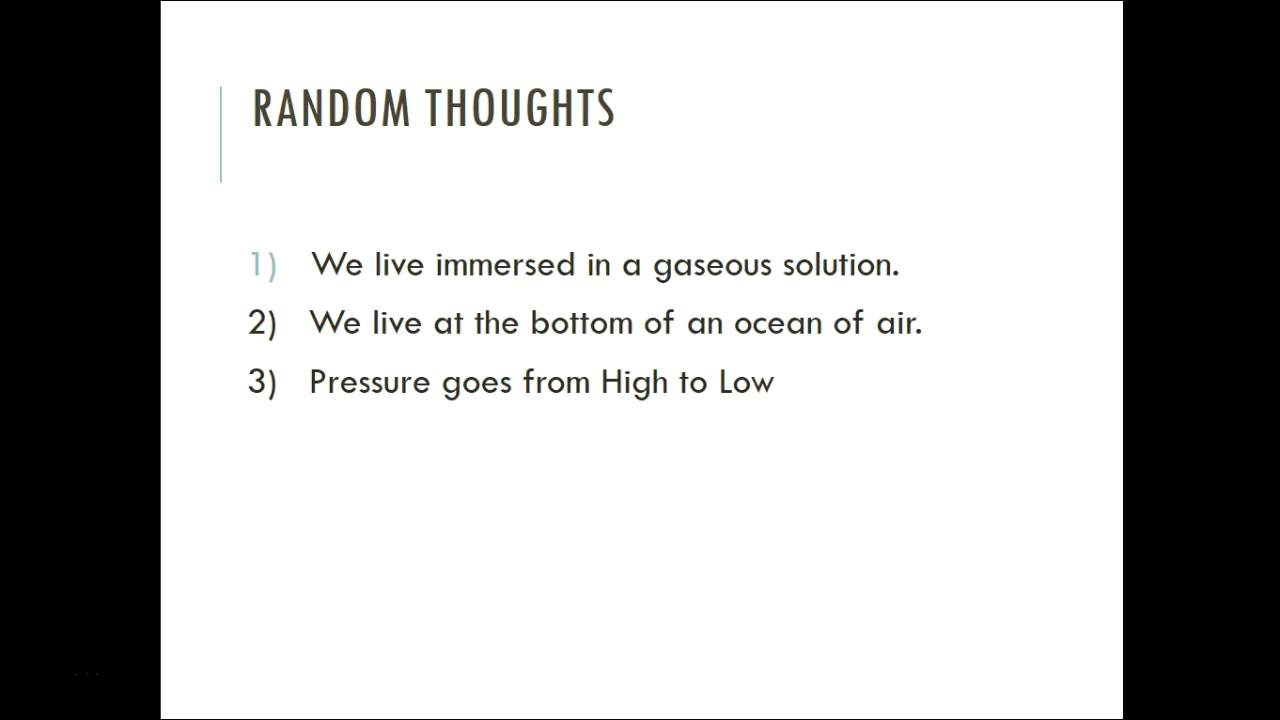 RANDOM THOUGHTS
1) We live immersed in a gaseous solution.
2) We live at the bottom of an ocean of air.
3) Pressure goes from High to Low